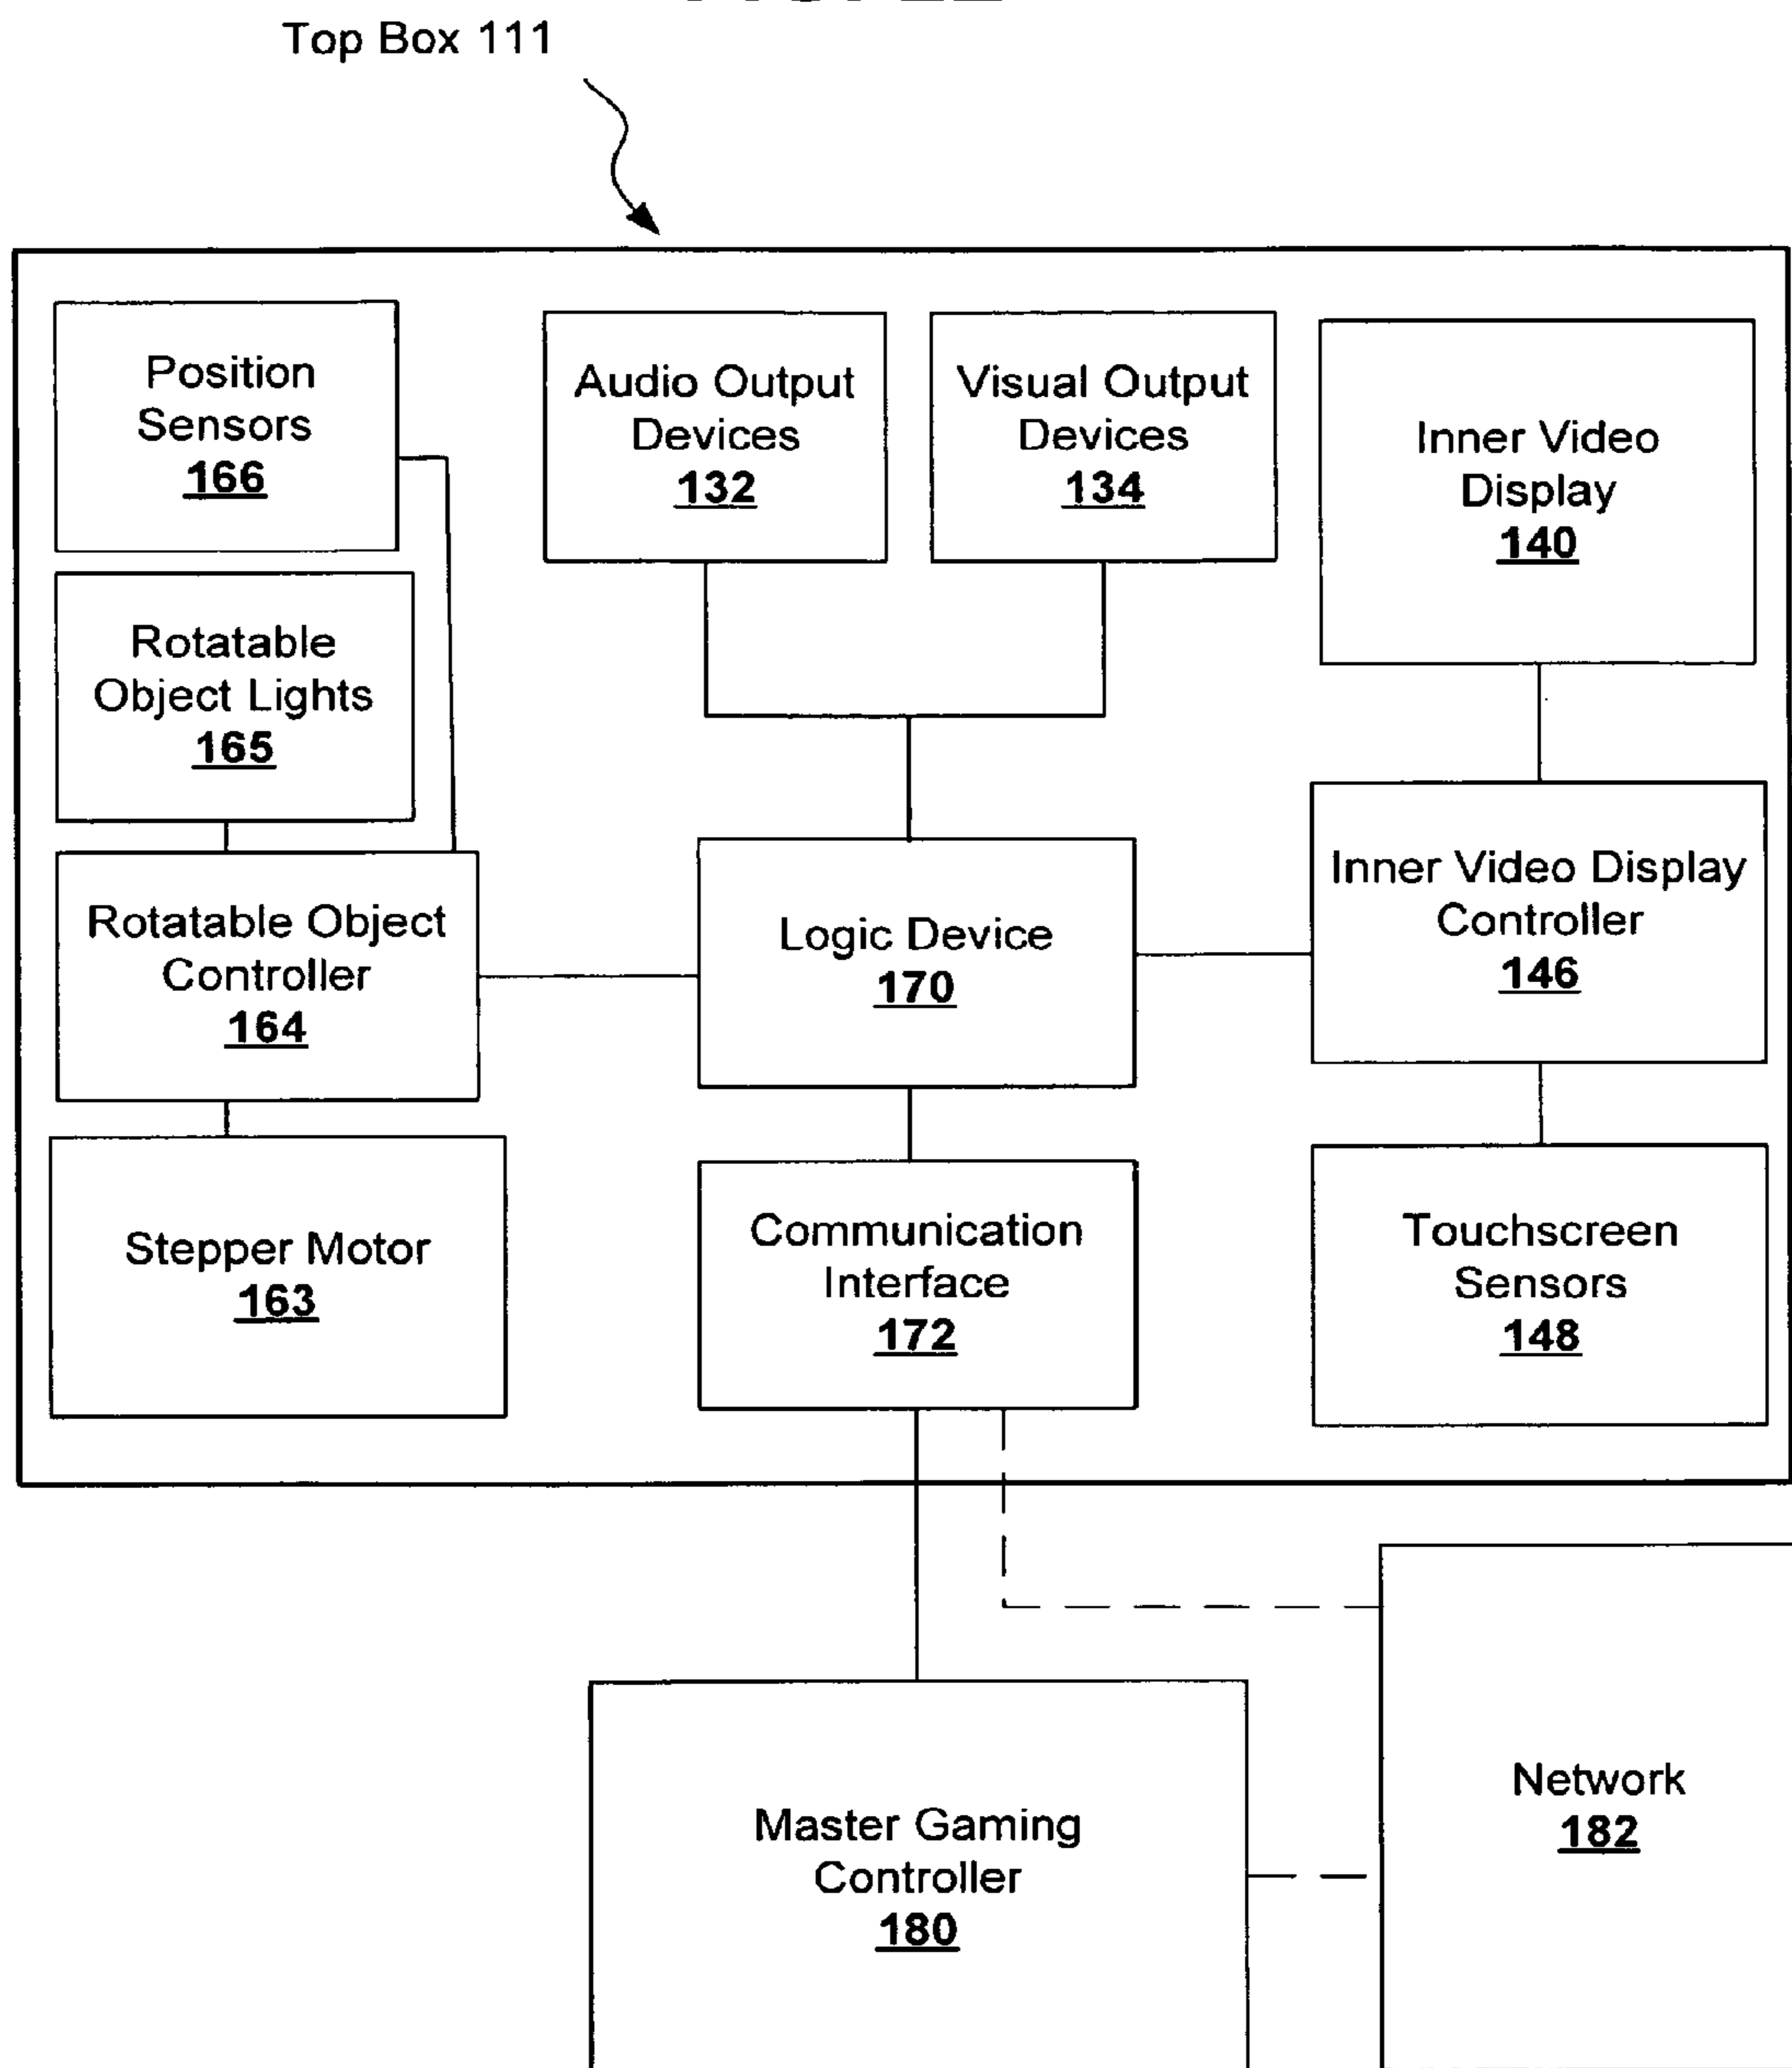 Top Box 111
Position
Sensors
166
Audio Output
Devices
132
Visual Output
Devices
134
Inner Video
Display
140
Rotatable
Object Lights
165
Rotatable Object
Controller
164
Logic Device
170
Inner Video Display
Controller
146
Stepper Motor
163
Communication
Interface
172
Touchscreen
Sensors
148
Master Gaming
Controller
180
Network
182